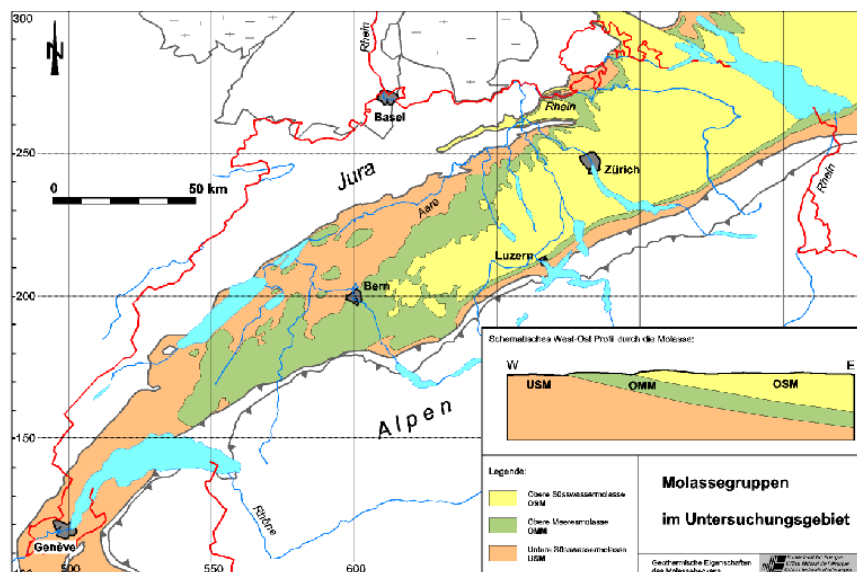 300
Rhein
N
Basel
Rhein
250
Jura
Zürich
Rhein
0
50 km
Aare
Luzern
200
Bern
Schematisches West-Ost Profil durch die Molasse:
W
E
USM
OMM
OSM
Alpen
150
Legende:
Obere Süsswassermolasse
OSM
Obere Meeresmolasse
OMM
Untere Süsswassermolasse
USM
Molassegruppen
im Untersuchungsgebiet
Rhône
Genève
500
550
600
Geothermische Eigenschaften
des Molassebeckens